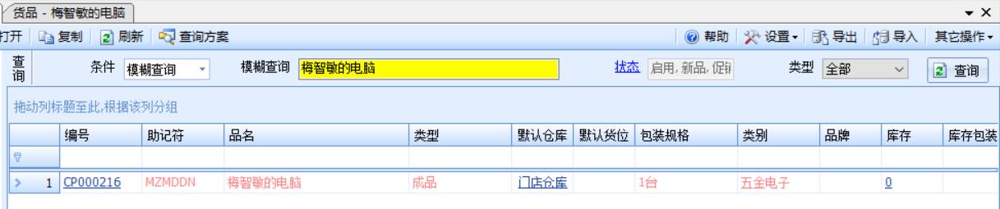 货品 - 梅智敏的电脑
打开 复制 刷新 查询方案 帮助 设置 导出 导入 其它操作
查询 条件 模糊查询 模糊查询 梅智敏的电脑 状态 启用,新品,促销 类型 全部 查询
拖动列标题至此,根据该列分组
编号 助记符 品名 类型 默认仓库 默认货位 包装规格 类别 品牌 库存 库存包装
1 CP000216 MZMDDN 梅智敏的电脑 成品 门店仓库 1台 五金电子 0